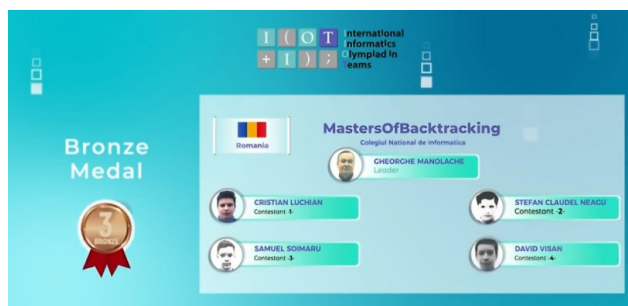 I ( O T
+ I ) ;
International
Informatics
Olympiad in
Teams
Bronze
Medal
3
BRONZE
Romania
MastersOfBacktracking
Colegiul National de Informatica
GHEORGHE MANOLACHE
Leader
CRISTIAN LUCHIAN
Contestant -1-
STEFAN CLAUDEL NEAGU
Contestant -2-
SAMUEL SOIMARU
Contestant -3-
DAVID VISAN
Contestant -4-